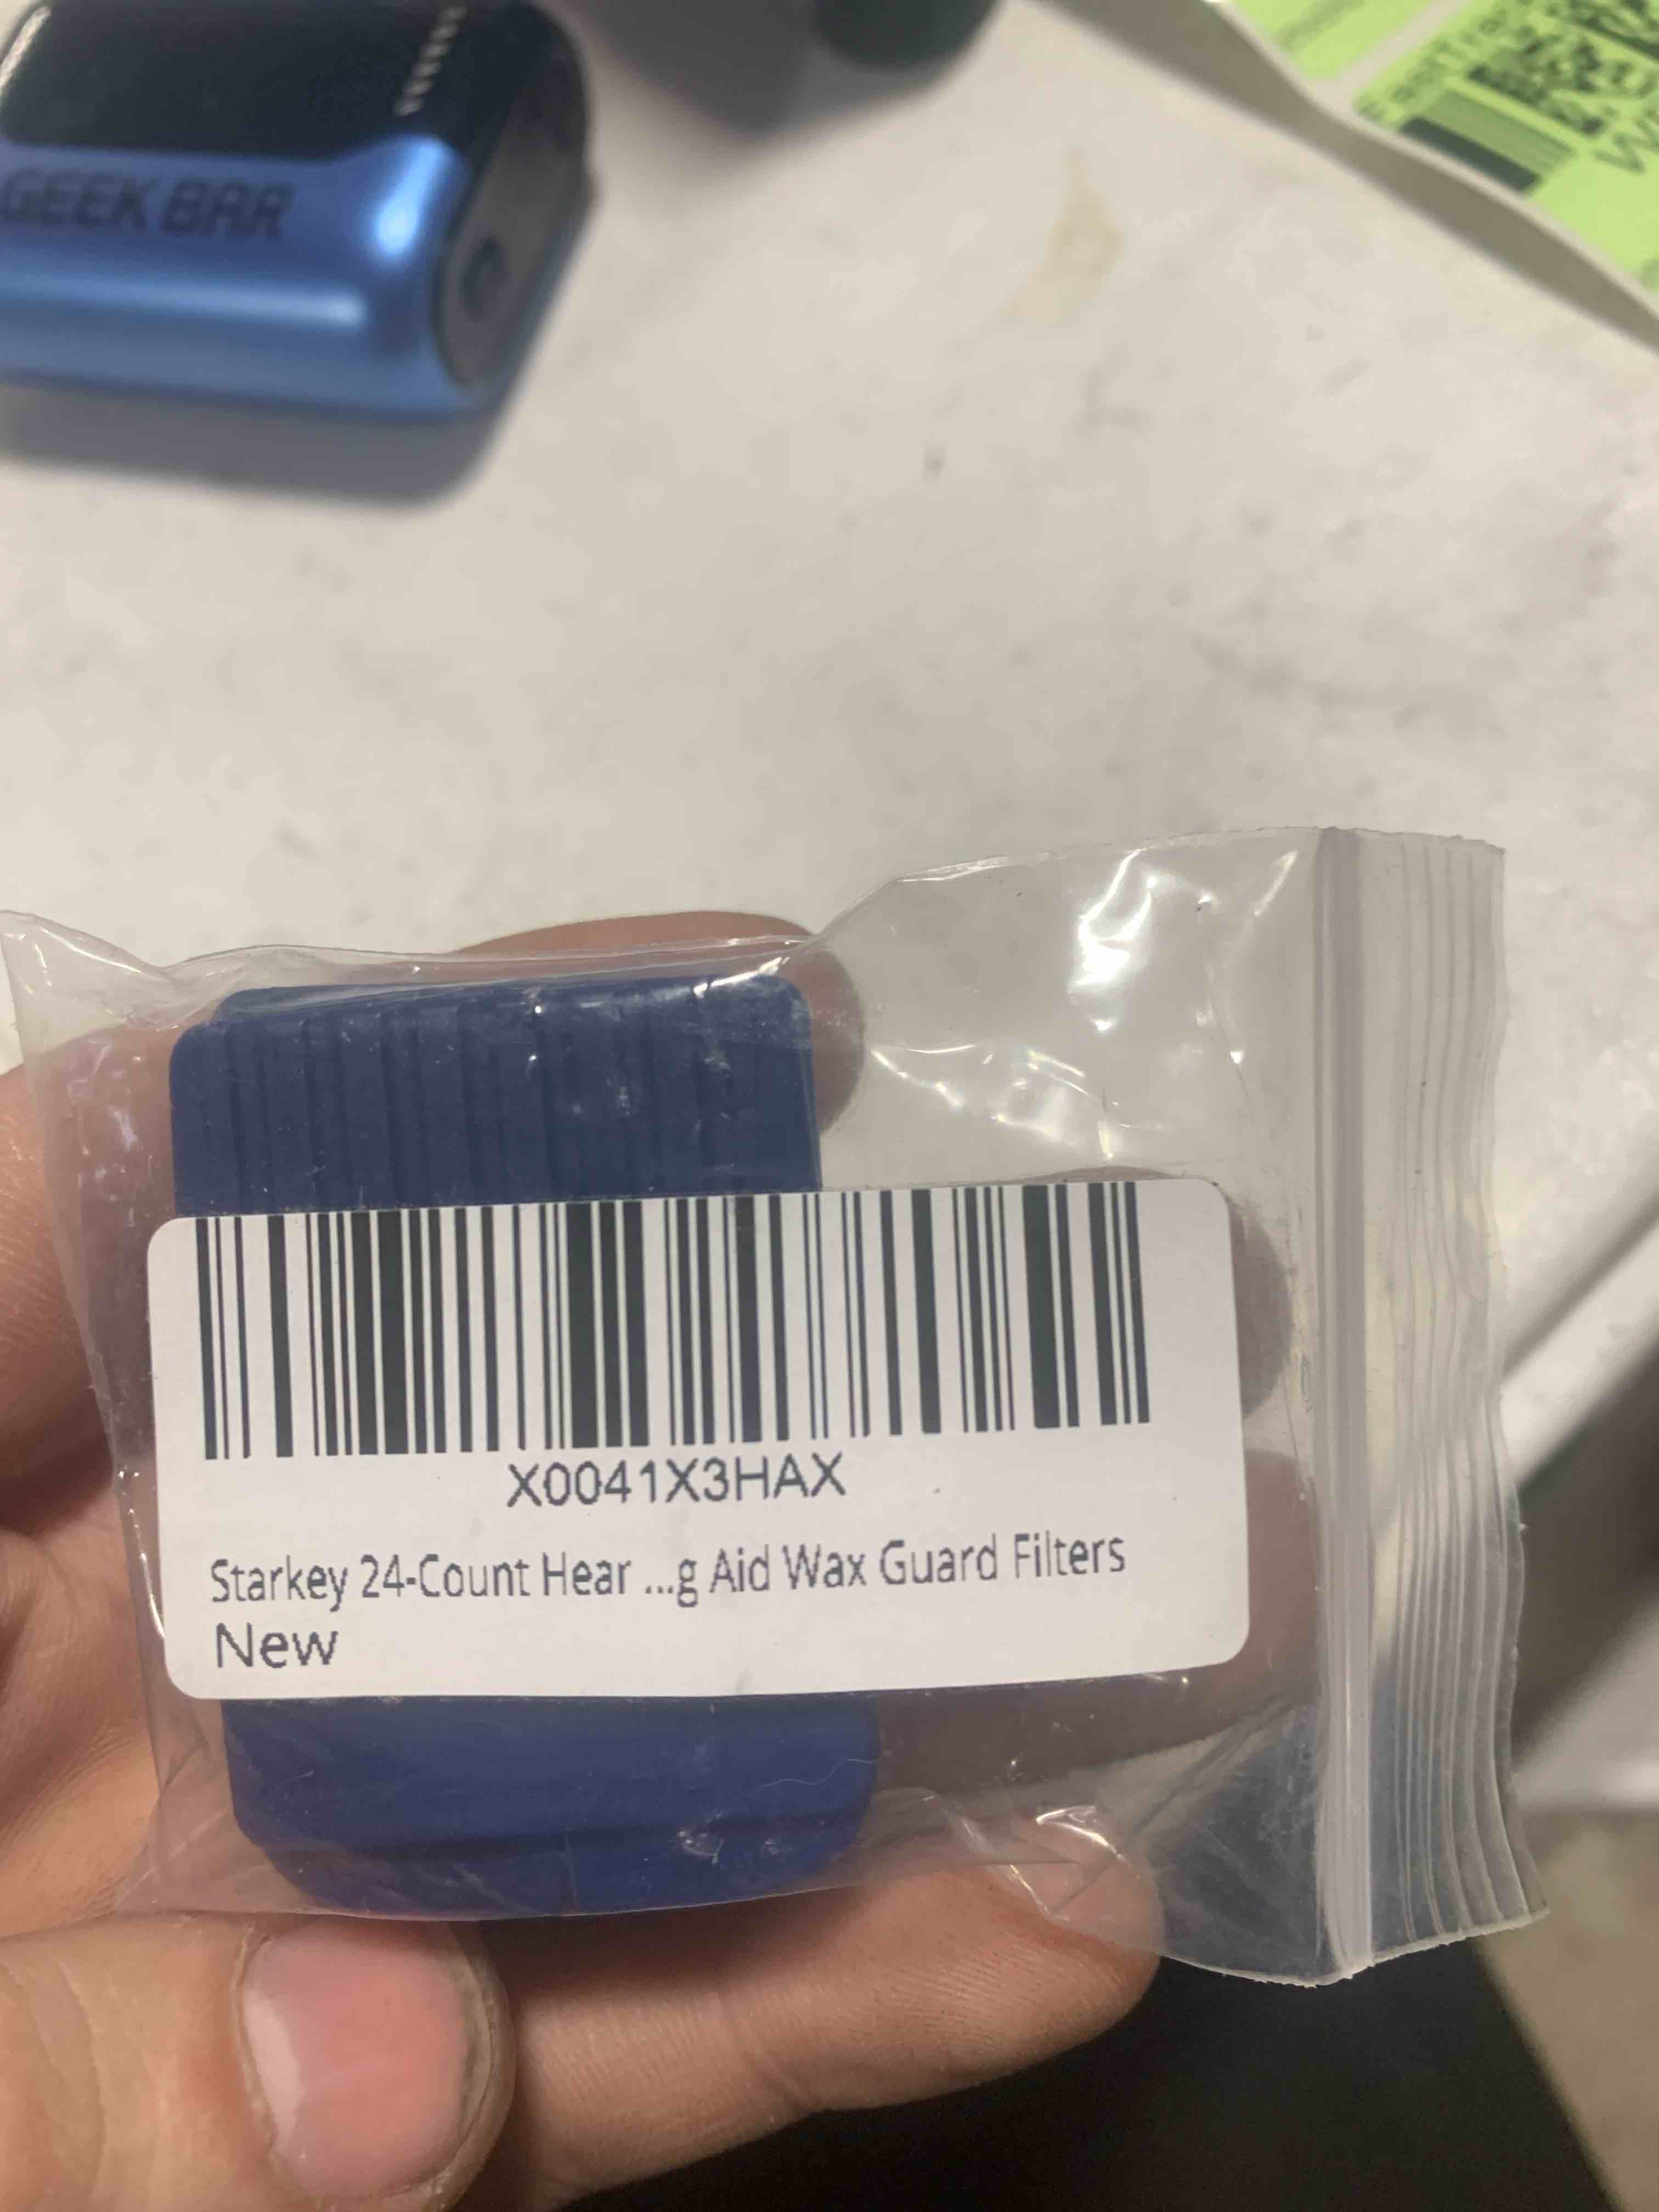 GEEK BAR
X0041X3HAX
Starkey 24-Count Hear ...g Aid Wax Guard Filters
New